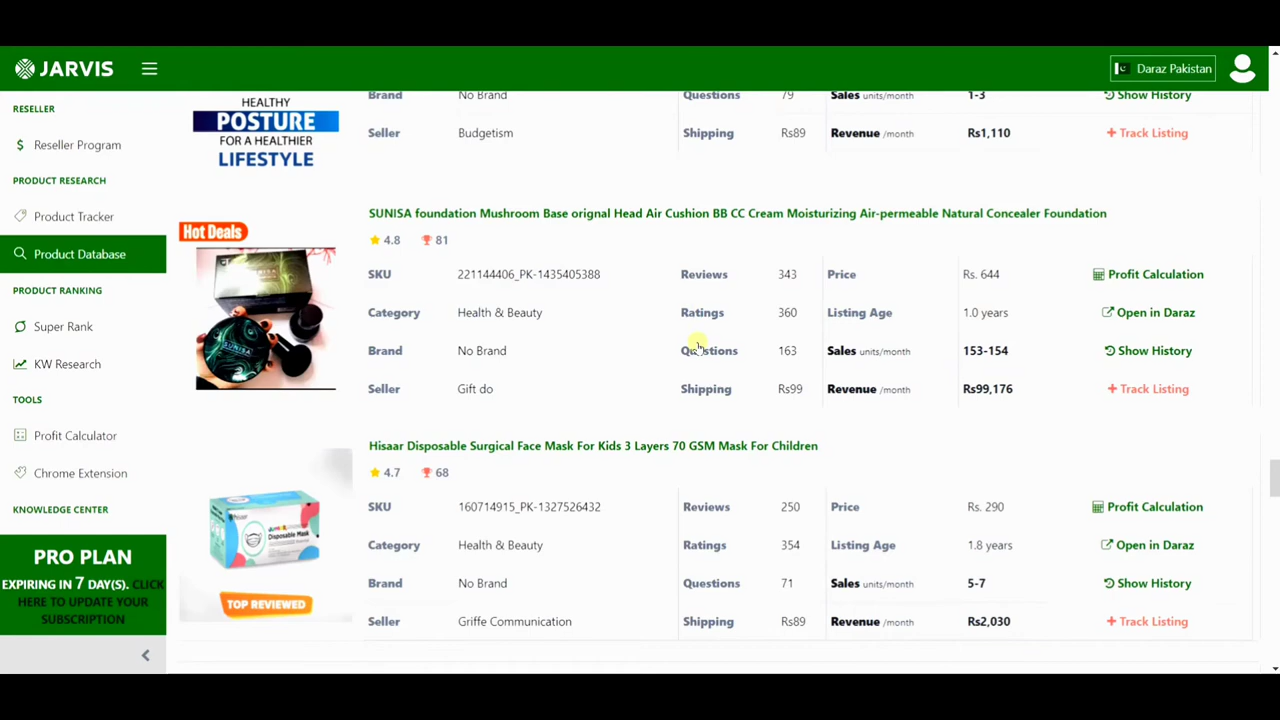 JARVIS
Daraz Pakistan
RESELLER
Reseller Program
PRODUCT RESEARCH
Product Tracker
Product Database
PRODUCT RANKING
Super Rank
KW Research
TOOLS
Profit Calculator
Chrome Extension
KNOWLEDGE CENTER
PRO PLAN
EXPIRING IN 7 DAY(S). CLICK
HERE TO UPDATE YOUR
SUBSCRIPTION
HEALTHY
POSTURE
FOR A HEALTHIER
LIFESTYLE
Brand No Brand Questions 79 Sales units/month 1-3 Show History
Seller Budgetism Shipping Rs89 Revenue /month Rs1,110 + Track Listing
Hot Deals
SUNISA
SUNISA foundation Mushroom Base orignal Head Air Cushion BB CC Cream Moisturizing Air-permeable Natural Concealer Foundation
4.8 81
SKU 221144406_PK-1435405388 Reviews 343 Price Rs. 644 Profit Calculation
Category Health & Beauty Ratings 360 Listing Age 1.0 years Open in Daraz
Brand No Brand Questions 163 Sales units/month 153-154 Show History
Seller Gift do Shipping Rs99 Revenue /month Rs99,176 + Track Listing
Hisaar Disposable Surgical Face Mask For Kids 3 Layers 70 GSM Mask For Children
4.7 68
SKU 160714915_PK-1327526432 Reviews 250 Price Rs. 290 Profit Calculation
Category Health & Beauty Ratings 354 Listing Age 1.8 years Open in Daraz
Brand No Brand Questions 71 Sales units/month 5-7 Show History
Seller Griffe Communication Shipping Rs89 Revenue /month Rs2,030 + Track Listing
Disposable Mask
TOP REVIEWED